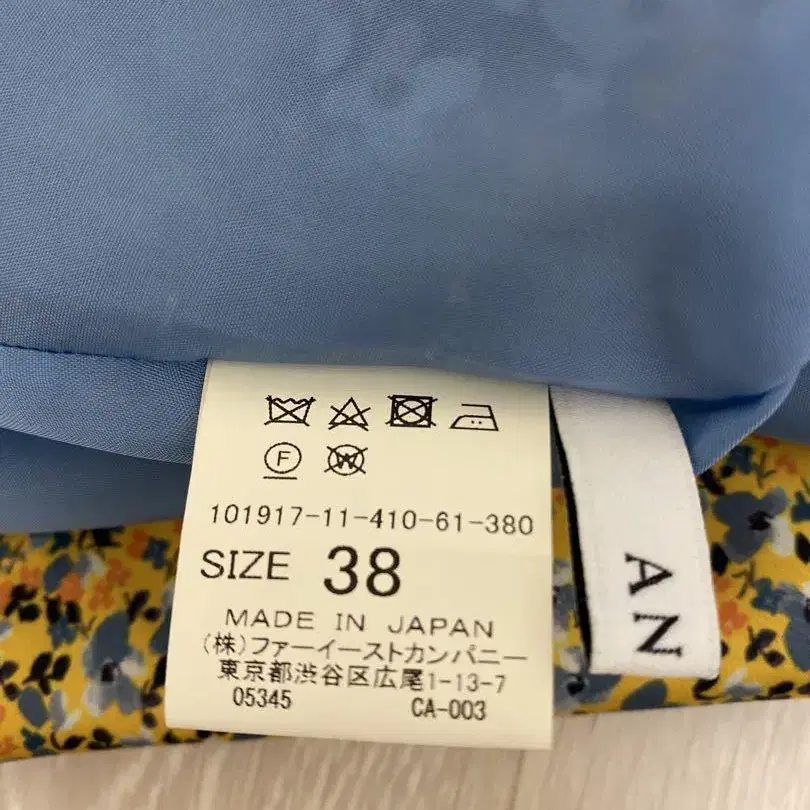 F
W
101917-11-410-61-380
SIZE 38
MADE IN JAPAN
(株)ファーイーストカンパニー
東京都渋谷区広尾1-13-7
05345 CA-003
AN